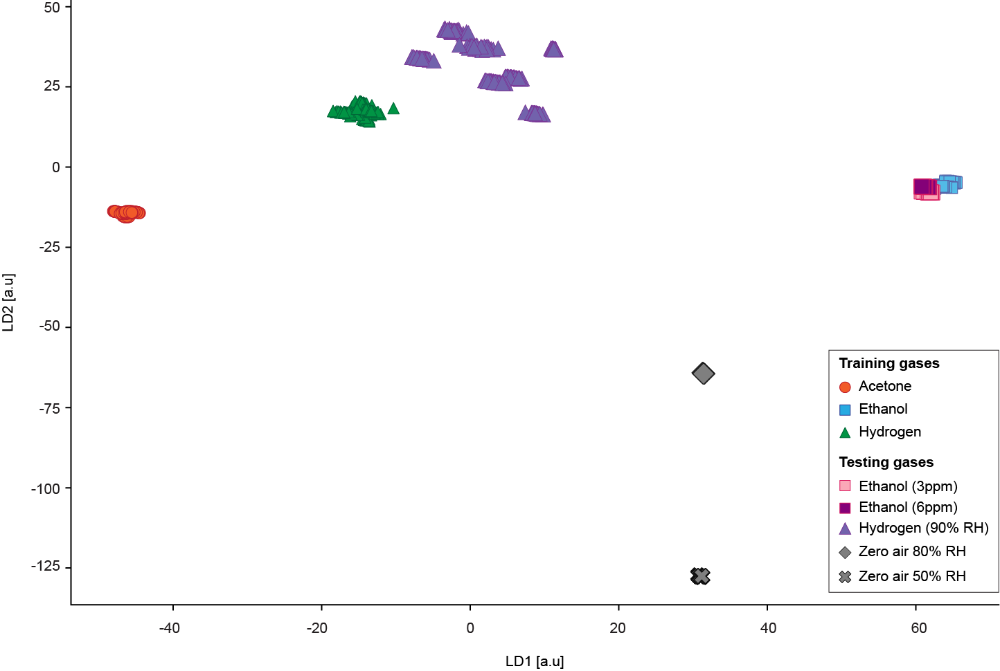 50
25
0
-25
-50
-75
-100
-125
LD2 [a.u]
-40
-20
0
20
40
60
LD1 [a.u]
Training gases
Acetone
Ethanol
Hydrogen
Testing gases
Ethanol (3ppm)
Ethanol (6ppm)
Hydrogen (90% RH)
Zero air 80% RH
Zero air 50% RH